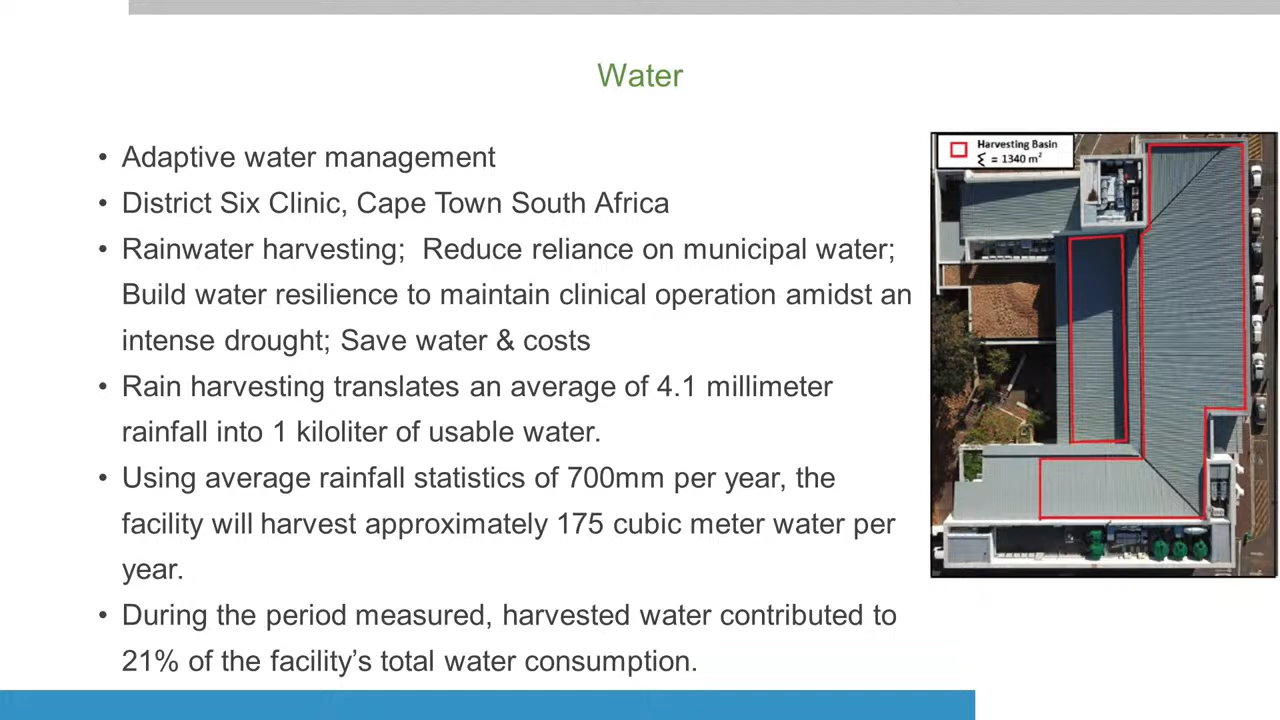 Water
• Adaptive water management
• District Six Clinic, Cape Town South Africa
• Rainwater harvesting;  Reduce reliance on municipal water;
Build water resilience to maintain clinical operation amidst an
intense drought; Save water & costs
• Rain harvesting translates an average of 4.1 millimeter
rainfall into 1 kiloliter of usable water.
• Using average rainfall statistics of 700mm per year, the
facility will harvest approximately 175 cubic meter water per
year.
• During the period measured, harvested water contributed to
21% of the facility’s total water consumption.
Harvesting Basin
Σ = 1340 m²